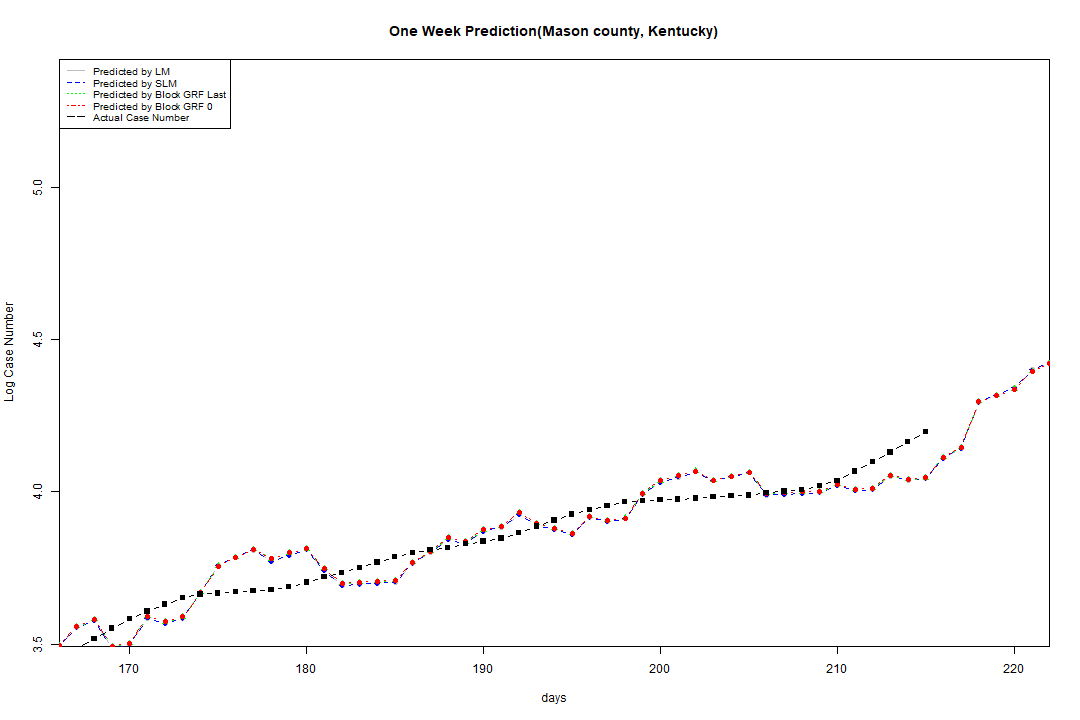 One Week Prediction(Mason county, Kentucky)
Predicted by LM
Predicted by SLM
Predicted by Block GRF Last
Predicted by Block GRF 0
Actual Case Number
5.0
4.5
4.0
3.5
Log Case Number
170 180 190 200 210 220
days